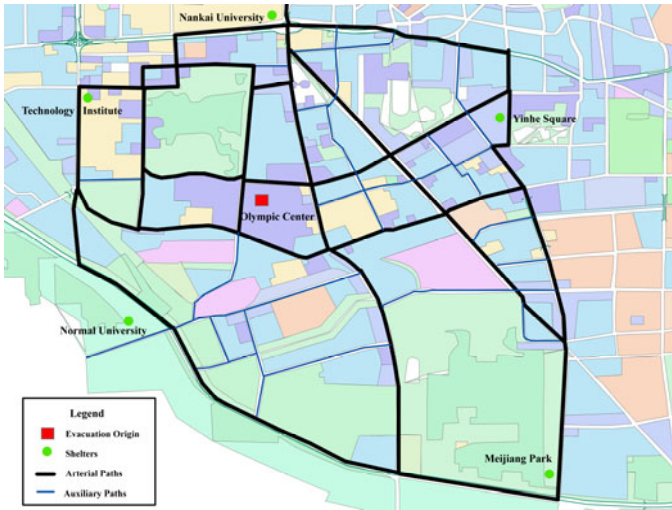 Nankai University
Technology Institute
Yinhe Square
Olympic Center
Normal University
Meijiang Park
Legend
Evacuation Origin
Shelters
Arterial Paths
Auxiliary Paths